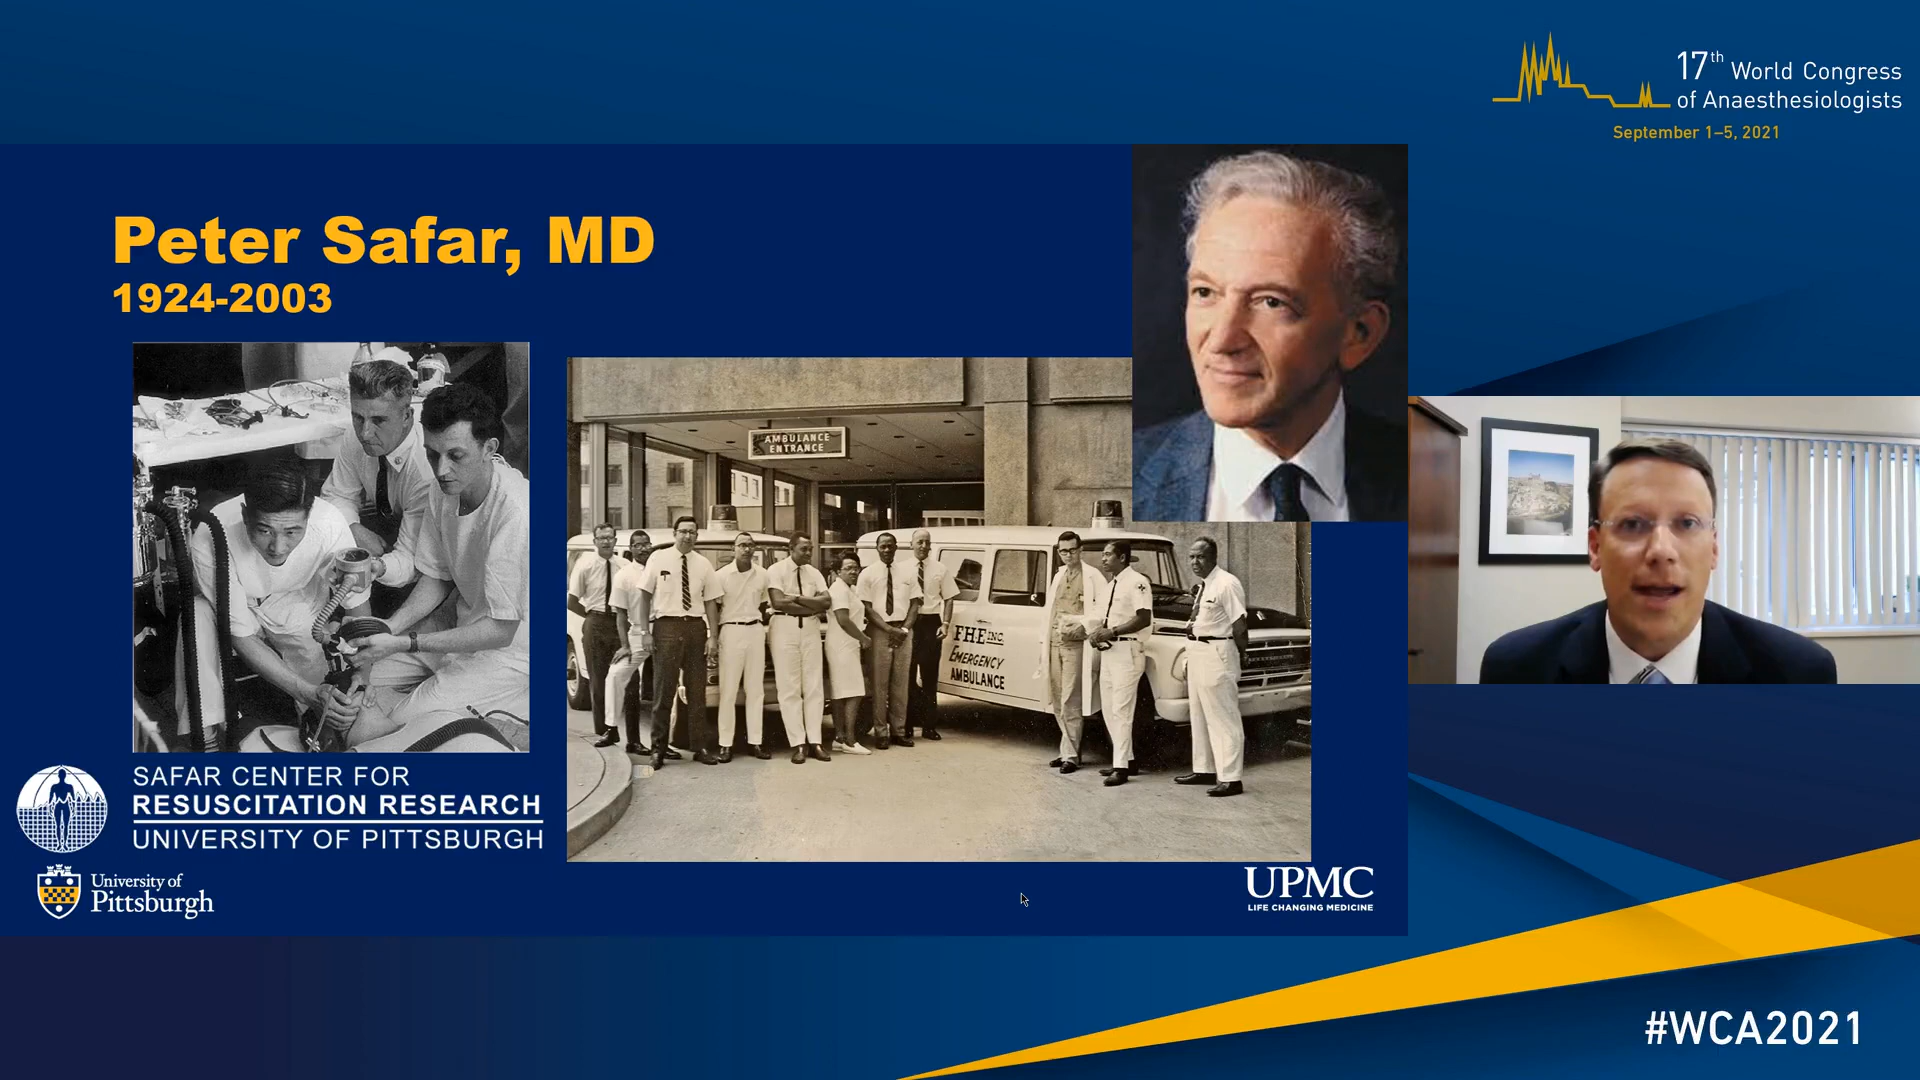 17th World Congress
of Anaesthesiologists
September 1–5, 2021
Peter Safar, MD
1924-2003
AMBULANCE
ENTRANCE
F.H.E INC.
EMERGENCY
AMBULANCE
SAFAR CENTER FOR
RESUSCITATION RESEARCH
UNIVERSITY OF PITTSBURGH
University of
Pittsburgh
UPMC
LIFE CHANGING MEDICINE
#WCA2021